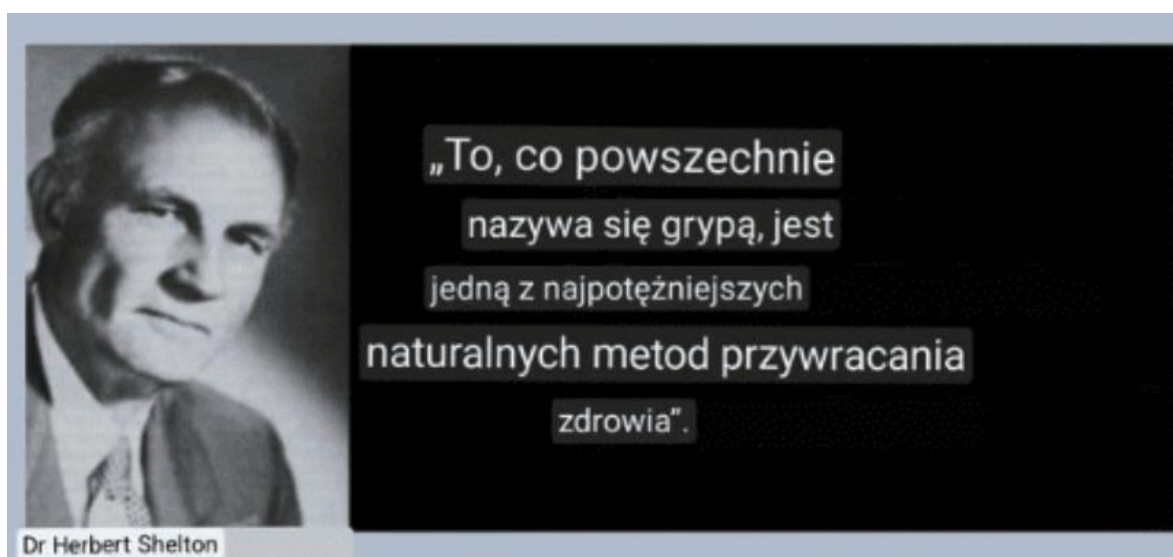 „To, co powszechnie
nazywa się grypą, jest
jedną z najpotężniejszych
naturalnych metod przywracania
zdrowia”.
Dr Herbert Shelton